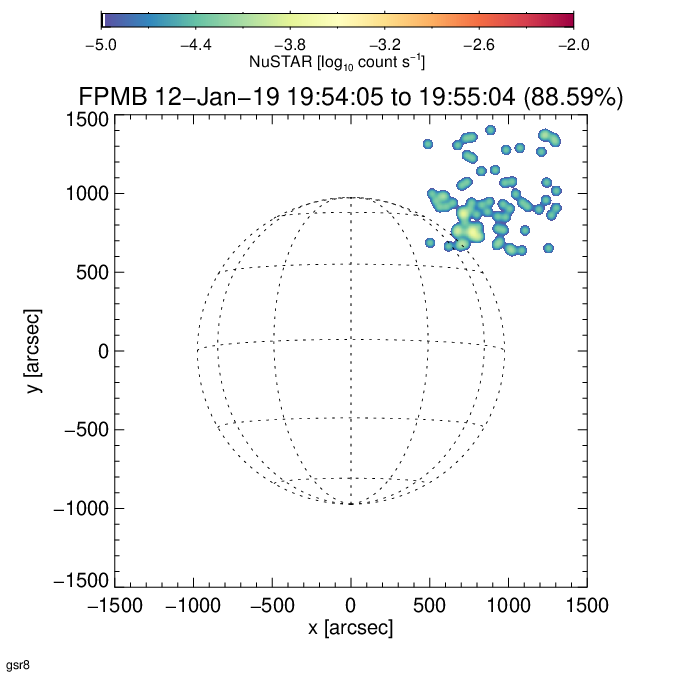 −5.0 −4.4 −3.8 −3.2 −2.6 −2.0
NuSTAR [log₁₀ count s⁻¹]
FPMB 12−Jan−19 19:54:05 to 19:55:04 (88.59%)
1500
1000
500
0
−500
−1000
−1500
y [arcsec]
−1500 −1000 −500 0 500 1000 1500
x [arcsec]
gsr8